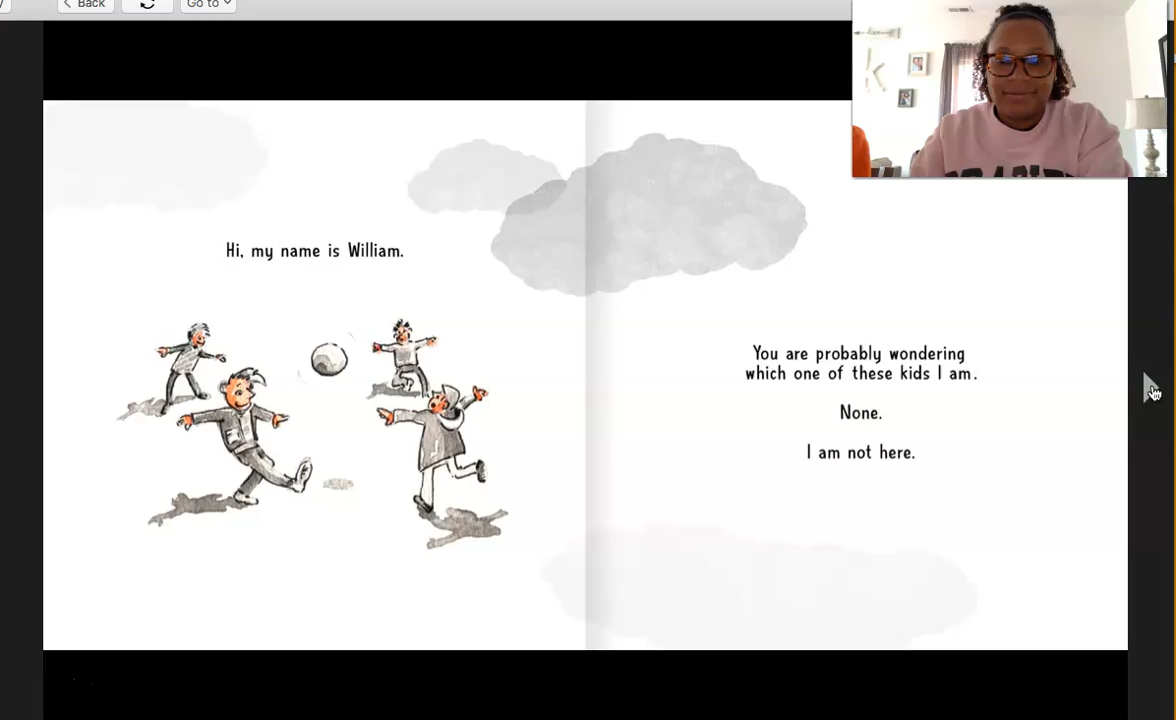 Back
Go to
Hi, my name is William.
You are probably wondering
which one of these kids I am.
None.
I am not here.
K